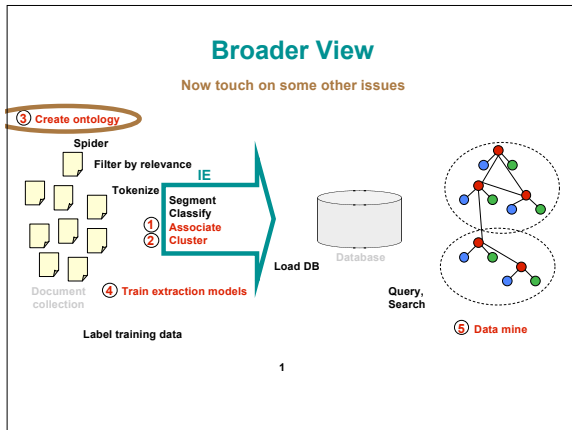 Broader View
Now touch on some other issues
3 Create ontology
Spider
Filter by relevance
IE
Tokenize
Segment
Classify
1 Associate
2 Cluster
Database
Load DB
Document
collection
4 Train extraction models
Query,
Search
5 Data mine
Label training data
1